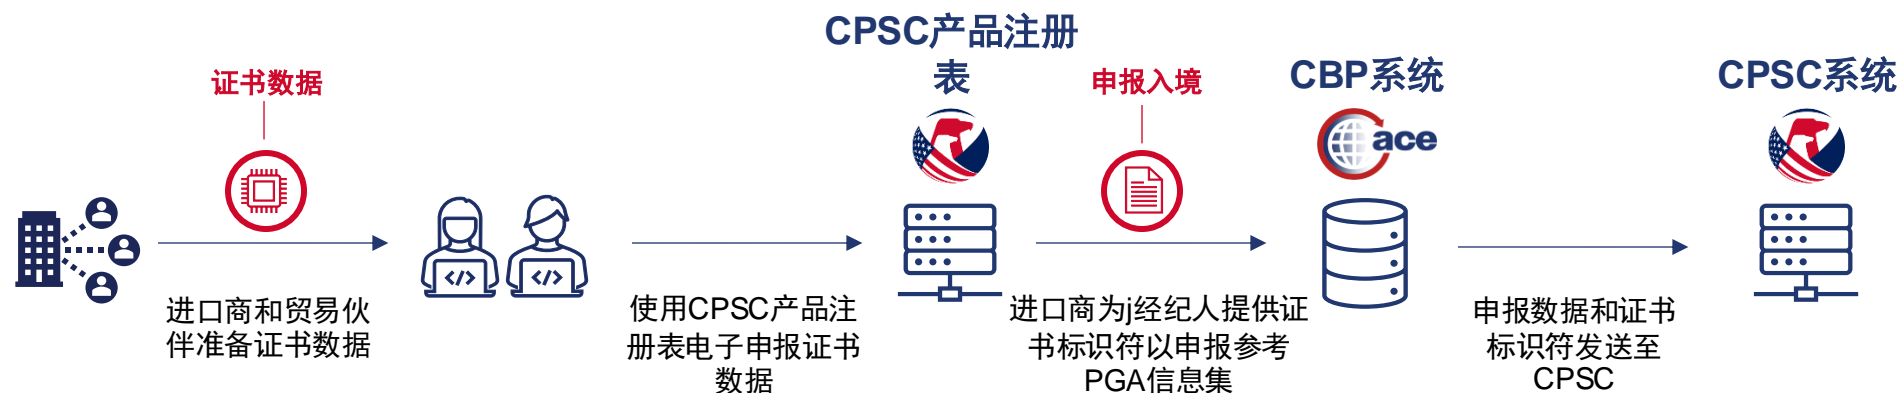 证书数据
进口商和贸易伙
伴准备证书数据
使用CPSC产品注
册表电子申报证书
数据
CPSC产品注册
表
申报入境
进口商为j经纪人提供证
书标识符以申报参考
PGA信息集
CBP系统
ace
申报数据和证书
标识符发送至
CPSC
CPSC系统